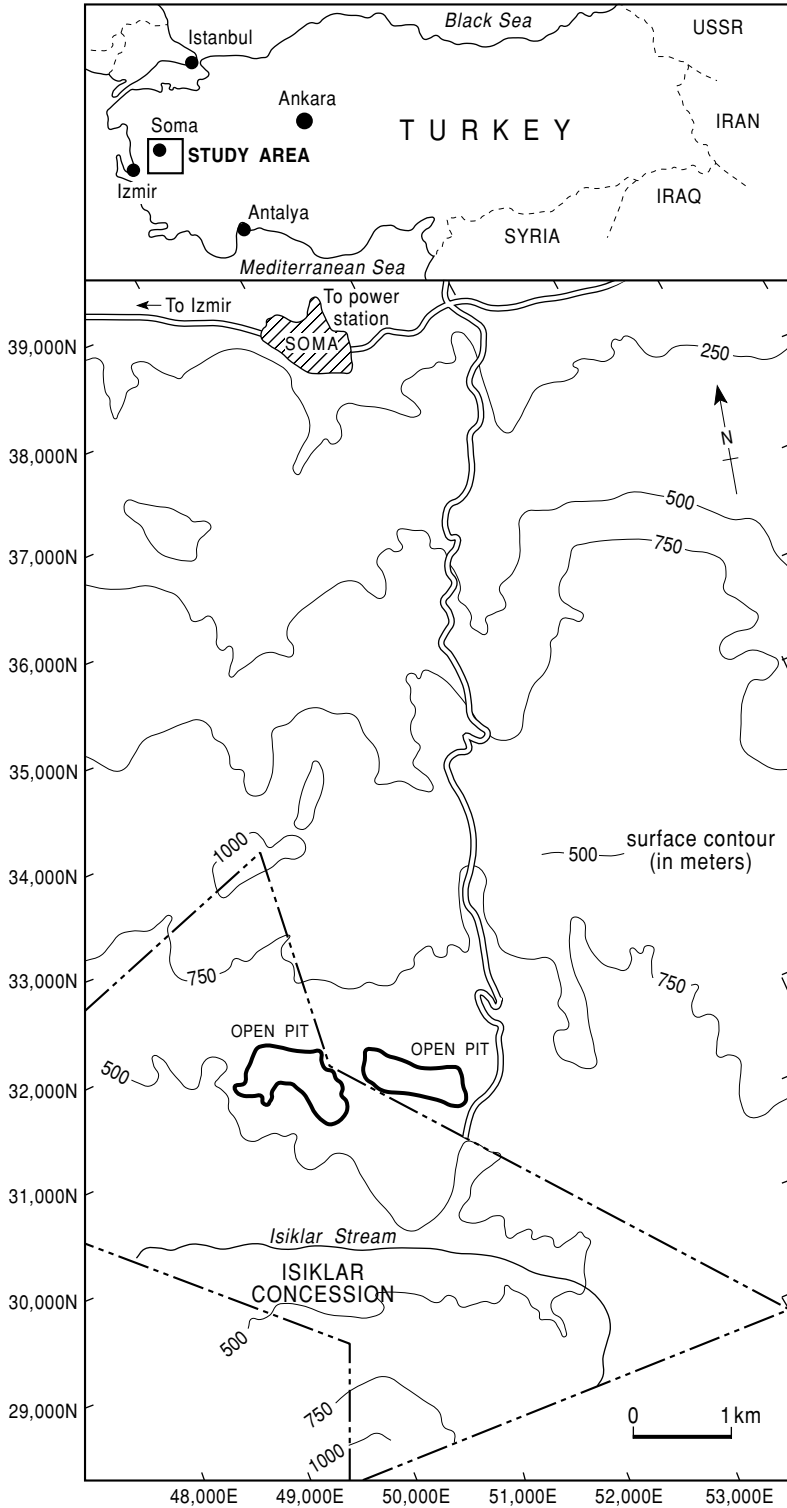 Black Sea
USSR
Istanbul
Ankara
TURKEY
IRAN
Soma
STUDY AREA
Izmir
IRAQ
Antalya
SYRIA
Mediterranean Sea
To Izmir
To power
station
SOMA
39,000N
250
N
38,000N
500
750
37,000N
36,000N
35,000N
1000
500
surface contour
(in meters)
34,000N
750
750
33,000N
OPEN PIT
OPEN PIT
500
32,000N
31,000N
Isiklar Stream
ISIKLAR
CONCESSION
30,000N
500
29,000N
750
1000
0 1 km
48,000E 49,000E 50,000E 51,000E 52,000E 53,000E